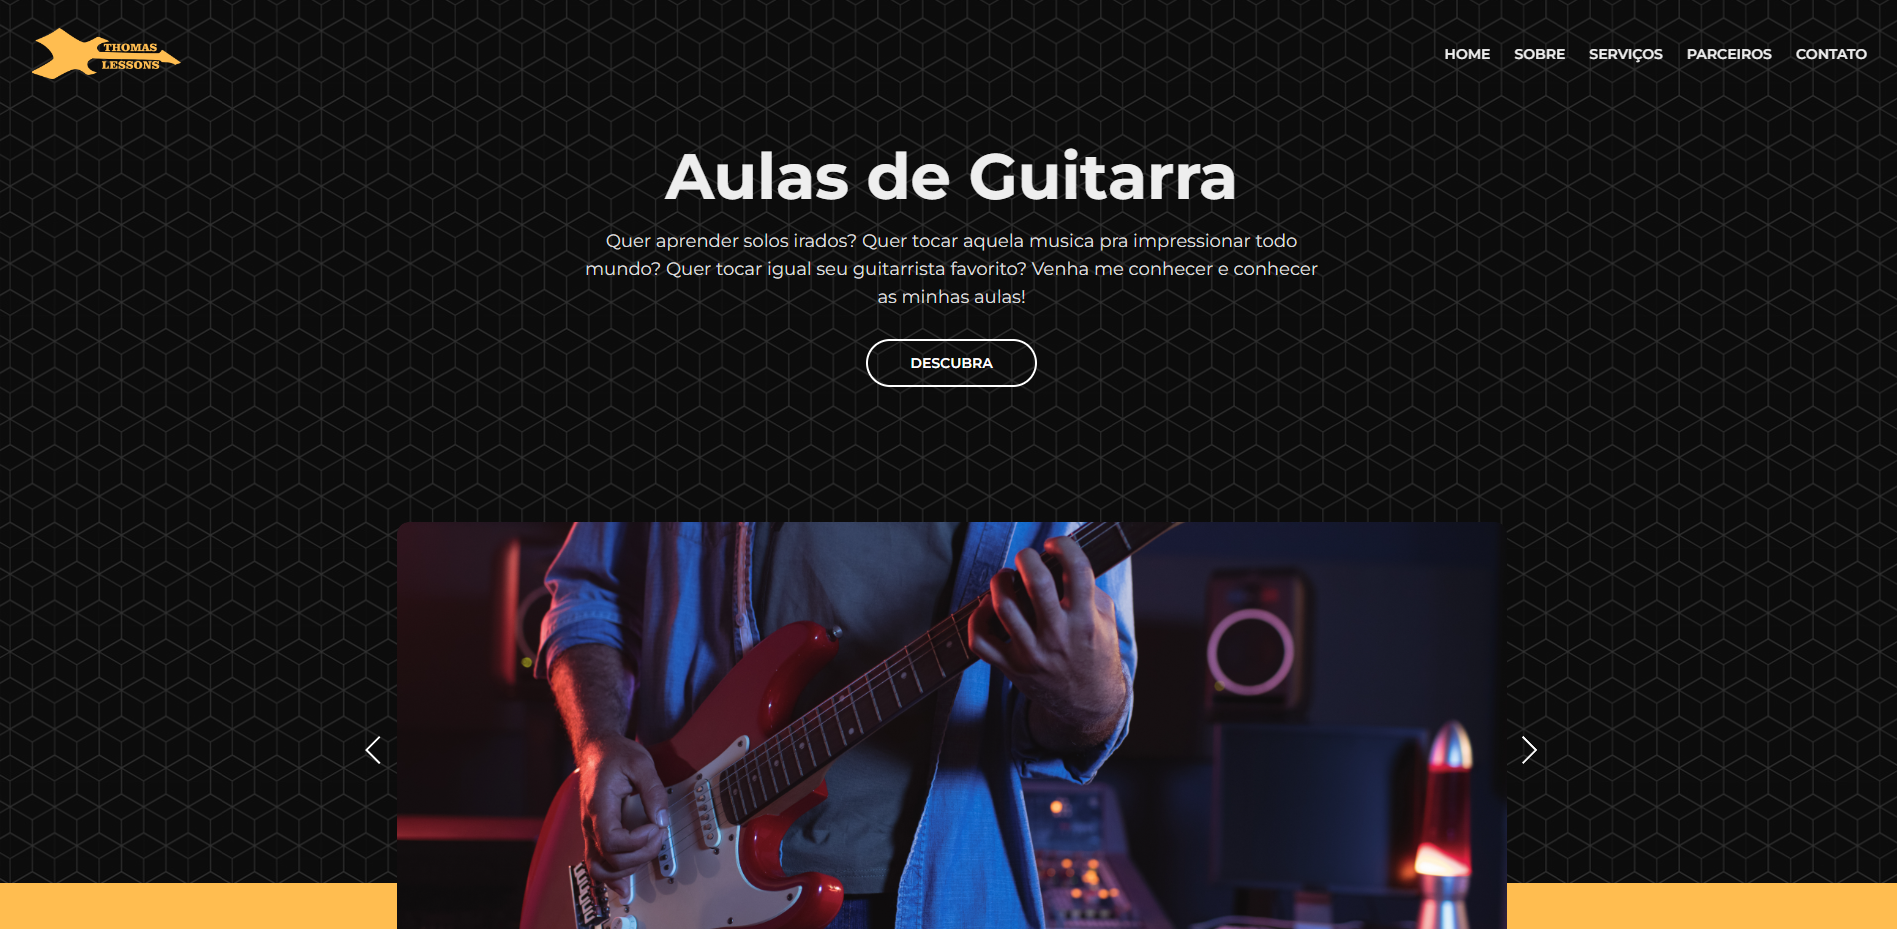 THOMAS
LESSONS
HOME SOBRE SERVIÇOS PARCEIROS CONTATO
Aulas de Guitarra
Quer aprender solos irados? Quer tocar aquela musica pra impressionar todo
mundo? Quer tocar igual seu guitarrista favorito? Venha me conhecer e conhecer
as minhas aulas!
DESCUBRA